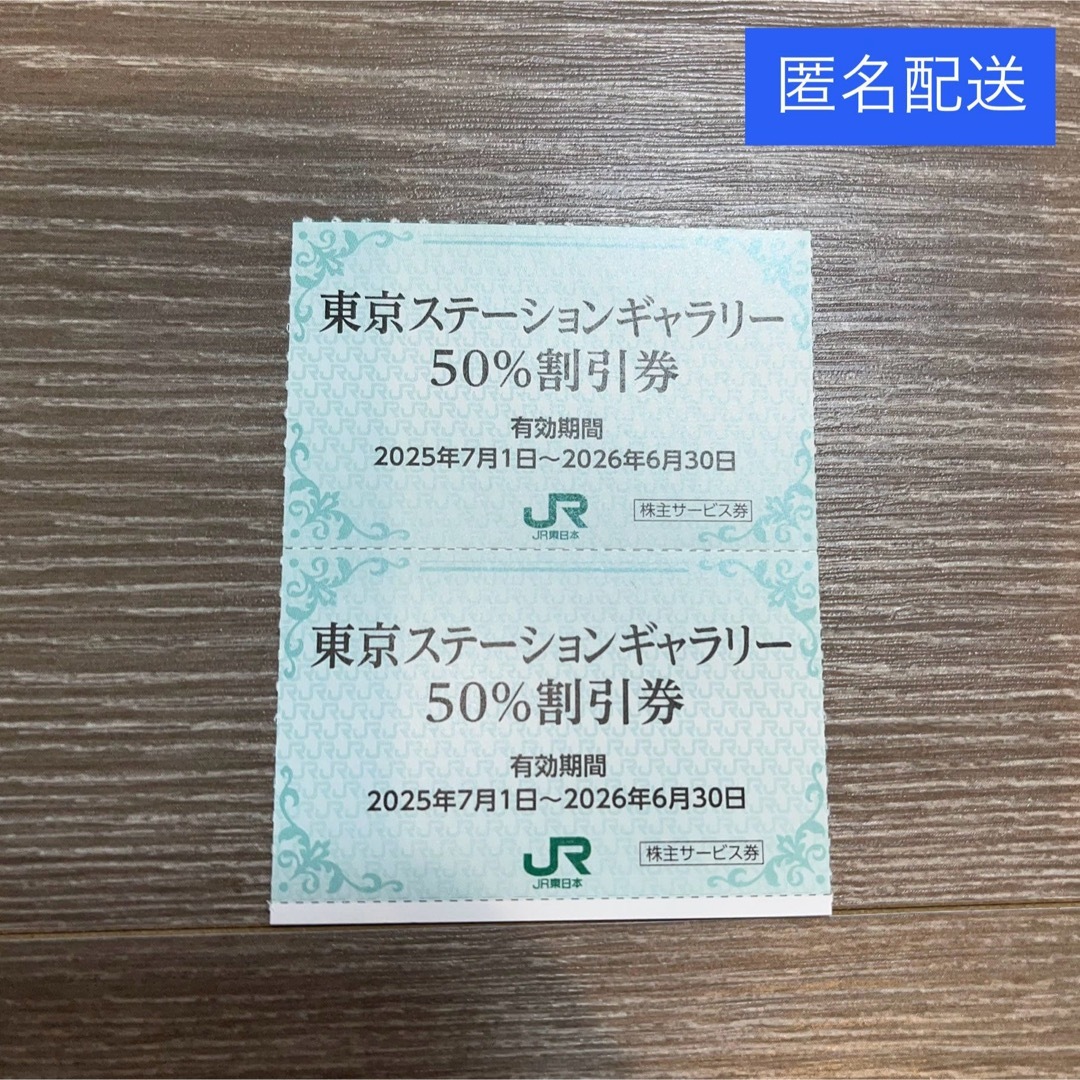 匿名配送
東京ステーションギャラリー
50%割引券
有効期間
2025年7月1日～2026年6月30日
JR
株主サービス券
JR東日本
東京ステーションギャラリー
50%割引券
有効期間
2025年7月1日～2026年6月30日
JR
株主サービス券
JR東日本